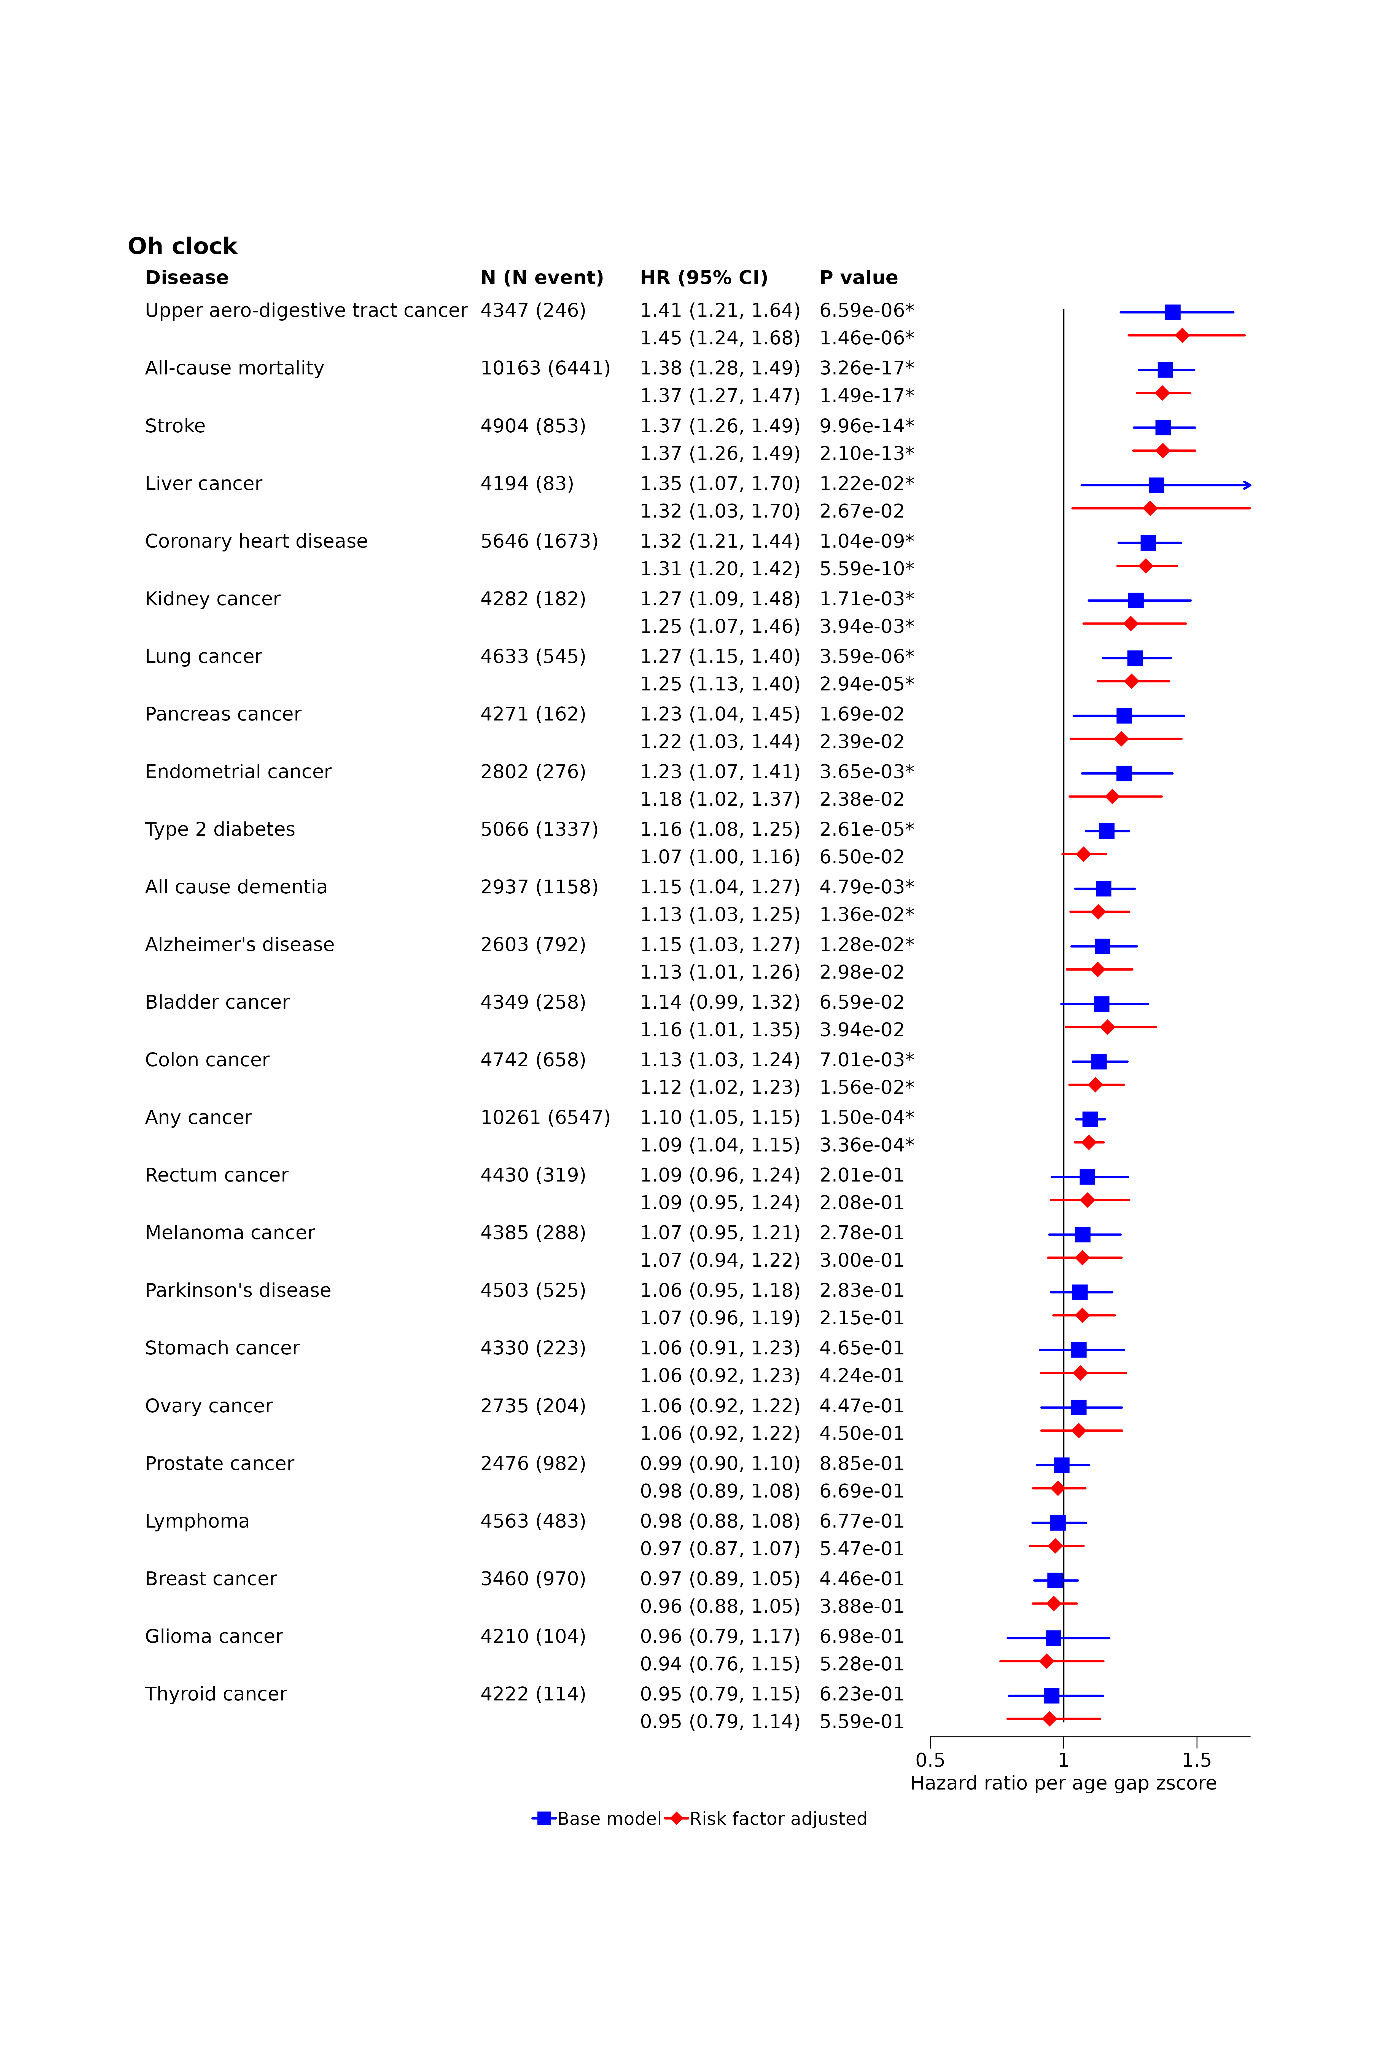 Oh clock
Disease N (N event) HR (95% CI) P value
Upper aero-digestive tract cancer 4347 (246) 1.41 (1.21, 1.64) 6.59e-06*
1.45 (1.24, 1.68) 1.46e-06*
All-cause mortality 10163 (6441) 1.38 (1.28, 1.49) 3.26e-17*
1.37 (1.27, 1.47) 1.49e-17*
Stroke 4904 (853) 1.37 (1.26, 1.49) 9.96e-14*
1.37 (1.26, 1.49) 2.10e-13*
Liver cancer 4194 (83) 1.35 (1.07, 1.70) 1.22e-02*
1.32 (1.03, 1.70) 2.67e-02
Coronary heart disease 5646 (1673) 1.32 (1.21, 1.44) 1.04e-09*
1.31 (1.20, 1.42) 5.59e-10*
Kidney cancer 4282 (182) 1.27 (1.09, 1.48) 1.71e-03*
1.25 (1.07, 1.46) 3.94e-03*
Lung cancer 4633 (545) 1.27 (1.15, 1.40) 3.59e-06*
1.25 (1.13, 1.40) 2.94e-05*
Pancreas cancer 4271 (162) 1.23 (1.04, 1.45) 1.69e-02
1.22 (1.03, 1.44) 2.39e-02
Endometrial cancer 2802 (276) 1.23 (1.07, 1.41) 3.65e-03*
1.18 (1.02, 1.37) 2.38e-02
Type 2 diabetes 5066 (1337) 1.16 (1.08, 1.25) 2.61e-05*
1.07 (1.00, 1.16) 6.50e-02
All cause dementia 2937 (1158) 1.15 (1.04, 1.27) 4.79e-03*
1.13 (1.03, 1.25) 1.36e-02*
Alzheimer's disease 2603 (792) 1.15 (1.03, 1.27) 1.28e-02*
1.13 (1.01, 1.26) 2.98e-02
Bladder cancer 4349 (258) 1.14 (0.99, 1.32) 6.59e-02
1.16 (1.01, 1.35) 3.94e-02
Colon cancer 4742 (658) 1.13 (1.03, 1.24) 7.01e-03*
1.12 (1.02, 1.23) 1.56e-02*
Any cancer 10261 (6547) 1.10 (1.05, 1.15) 1.50e-04*
1.09 (1.04, 1.15) 3.36e-04*
Rectum cancer 4430 (319) 1.09 (0.96, 1.24) 2.01e-01
1.09 (0.95, 1.24) 2.08e-01
Melanoma cancer 4385 (288) 1.07 (0.95, 1.21) 2.78e-01
1.07 (0.94, 1.22) 3.00e-01
Parkinson's disease 4503 (525) 1.06 (0.95, 1.18) 2.83e-01
1.07 (0.96, 1.19) 2.15e-01
Stomach cancer 4330 (223) 1.06 (0.91, 1.23) 4.65e-01
1.06 (0.92, 1.23) 4.24e-01
Ovary cancer 2735 (204) 1.06 (0.92, 1.22) 4.47e-01
1.06 (0.92, 1.22) 4.50e-01
Prostate cancer 2476 (982) 0.99 (0.90, 1.10) 8.85e-01
0.98 (0.89, 1.08) 6.69e-01
Lymphoma 4563 (483) 0.98 (0.88, 1.08) 6.77e-01
0.97 (0.87, 1.07) 5.47e-01
Breast cancer 3460 (970) 0.97 (0.89, 1.05) 4.46e-01
0.96 (0.88, 1.05) 3.88e-01
Glioma cancer 4210 (104) 0.96 (0.79, 1.17) 6.98e-01
0.94 (0.76, 1.15) 5.28e-01
Thyroid cancer 4222 (114) 0.95 (0.79, 1.15) 6.23e-01
0.95 (0.79, 1.14) 5.59e-01
0.5 1 1.5
Hazard ratio per age gap zscore
Base model Risk factor adjusted